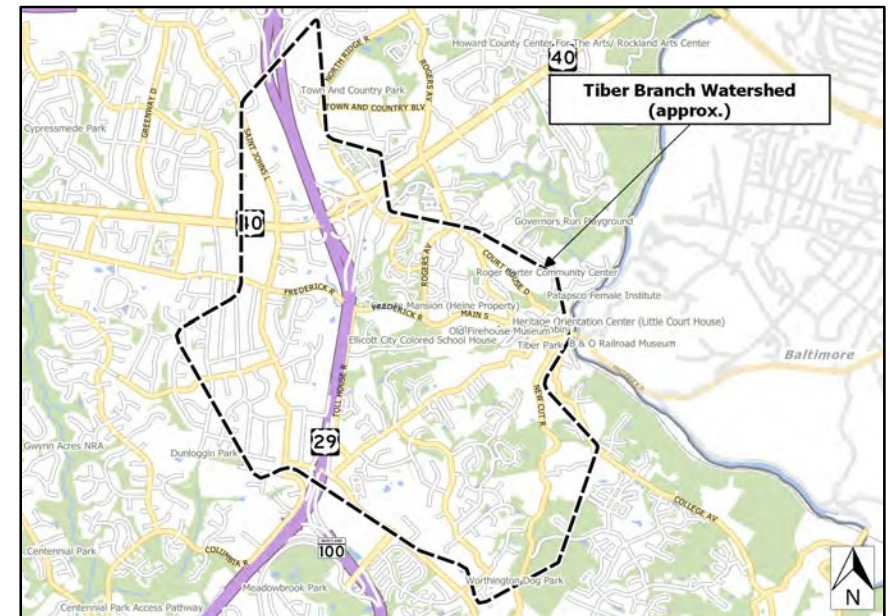 Howard County Center For The Arts/ Rockland Arts Center
40
Tiber Branch Watershed
(approx.)
NORTH RIDGE R
ROGERS AV
GREENWAY D
Town And Country Park
TOWN AND COUNTRY BLV
Cypressmede Park
SAINT JOHNS L
40
Governors Run Playground
ROGERS AV
COURT HOUSE D
Roger Carter Community Center
FREDERICK R
Patapsco Female Institute
Mansion (Heine Property)
FREDERICK R
MAIN S
Heritage Orientation Center (Little Court House)
Old Firehouse Museum
Ellicott City Colored School House
Tiber Park
B & O Railroad Museum
Baltimore
TOLL HOUSE R
NEW CUT R
29
Gwynn Acres NRA
Dunloggin Park
COLLEGE AV
COLUMBIA R
MARYLAND
100
Centennial Park
Meadowbrook Park
Worthington Dog Park
Centennial Park Access Pathway
N